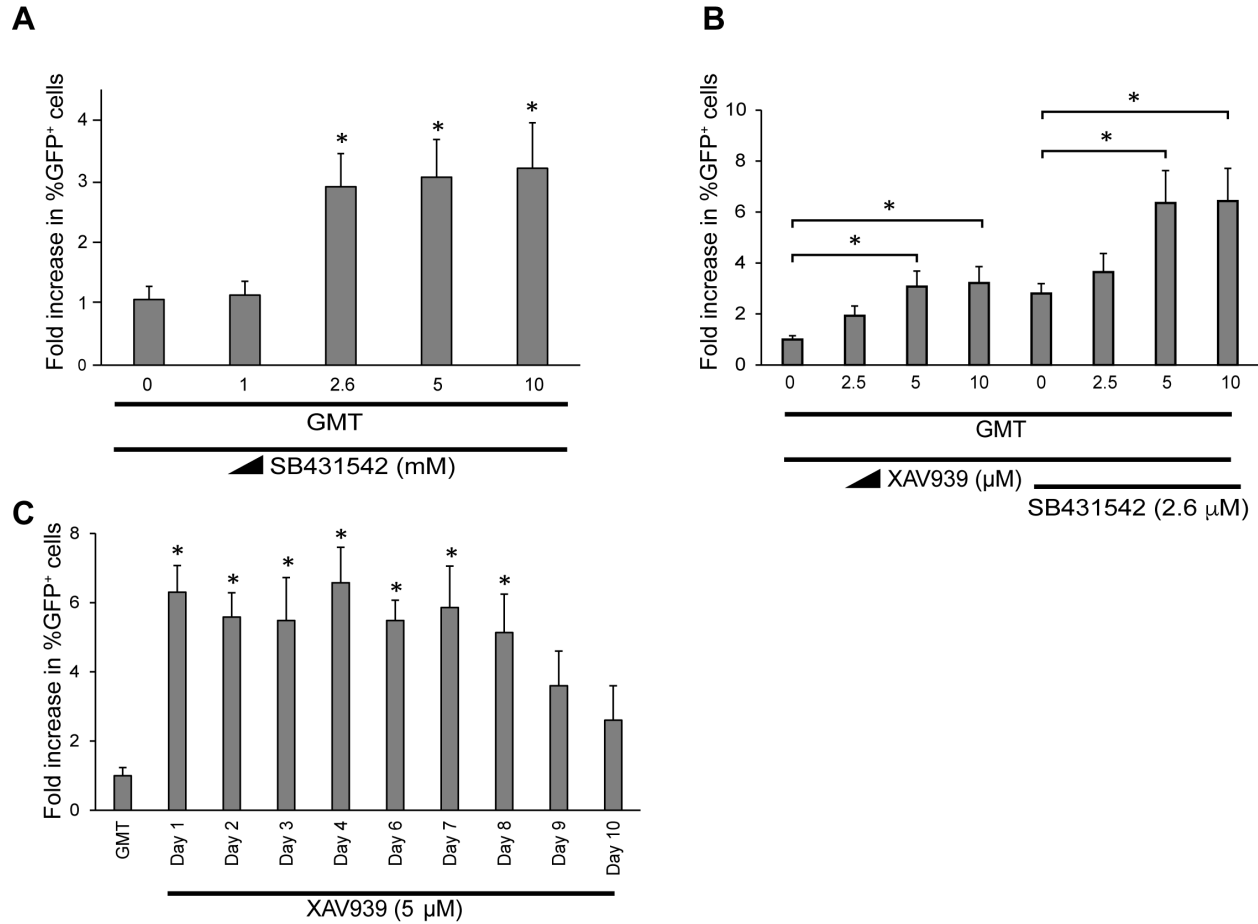 A
Fold increase in %GFP⁺ cells
4
3
2
1
0
* * *
0 1 2.6 5 10
GMT
SB431542 (mM)
B
Fold increase in %GFP⁺ cells
10
8
6
4
2
0
*
*
*
*
0 2.5 5 10 0 2.5 5 10
GMT
XAV939 (µM)
SB431542 (2.6 µM)
C
Fold increase in %GFP⁺ cells
8
6
4
2
0
* * * * * * *
GMT
Day 1
Day 2
Day 3
Day 4
Day 6
Day 7
Day 8
Day 9
Day 10
XAV939 (5 µM)